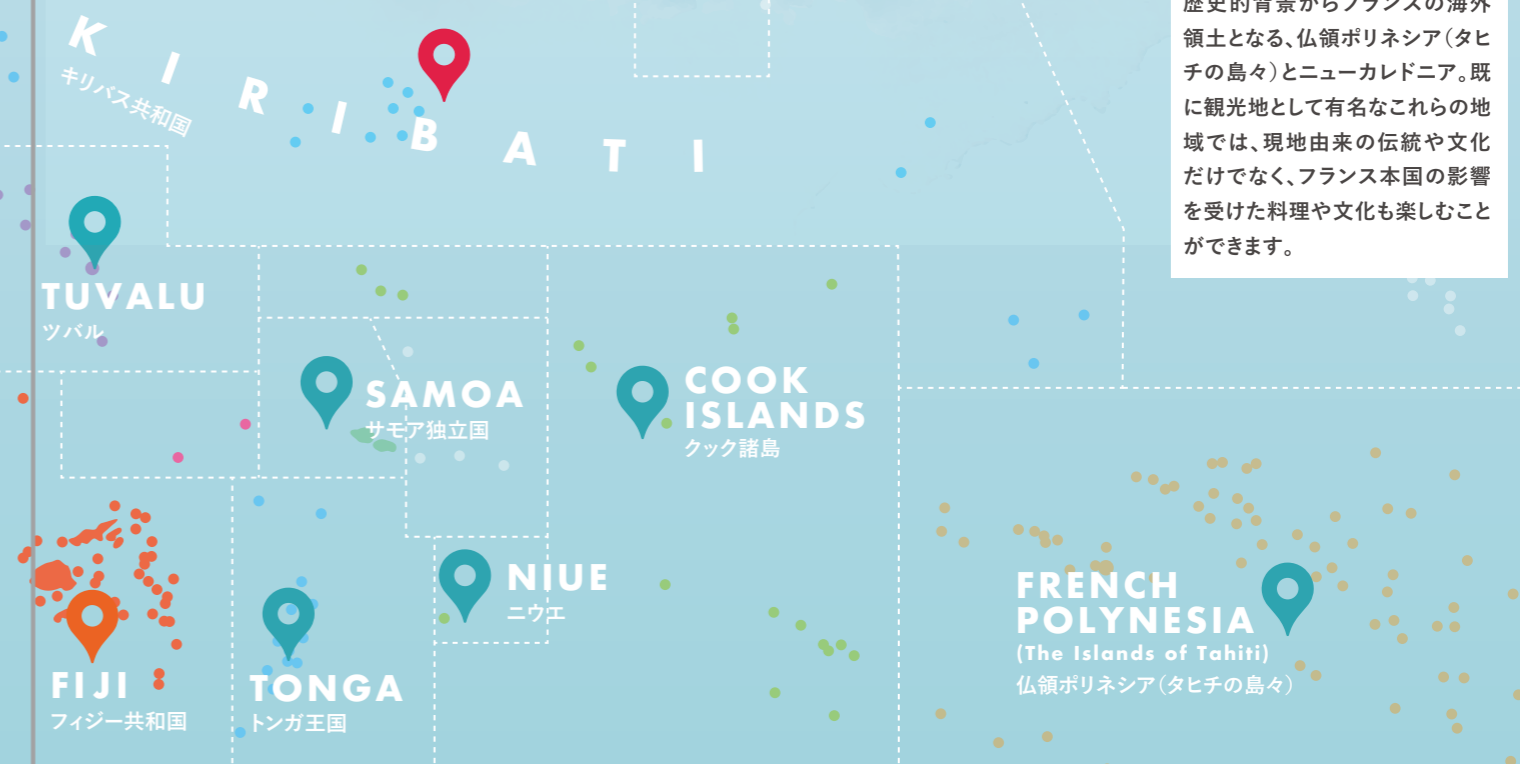 歴史的背景からフランスの海外
領土となる、仏領ポリネシア（タヒ
チの島々）とニューカレドニア。既
に観光地として有名なこれらの地
域では、現地由来の伝統や文化
だけでなく、フランス本国の影響
を受けた料理や文化も楽しむこと
ができます。
KIRIBATI
キリバス共和国
TUVALU
ツバル
SAMOA
サモア独立国
COOK
ISLANDS
クック諸島
NIUE
ニウエ
FRENCH
POLYNESIA
(The Islands of Tahiti)
仏領ポリネシア（タヒチの島々）
FIJI
フィジー共和国
TONGA
トンガ王国